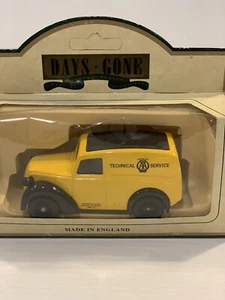 DAYS-GONE
TECHNICAL AA SERVICE
MADE IN ENGLAND